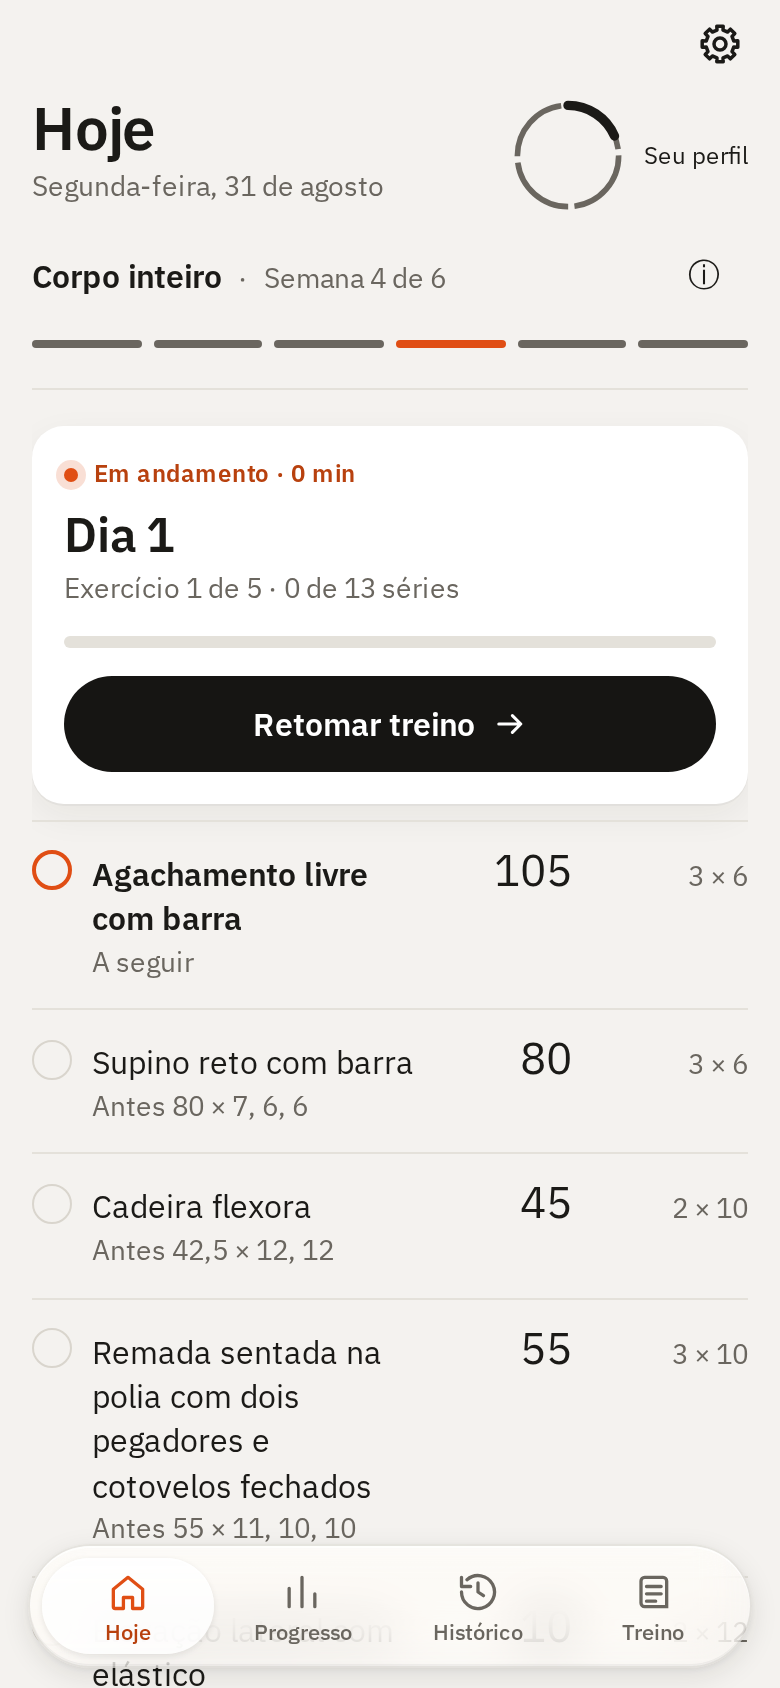 Hoje
Segunda-feira, 31 de agosto
Seu perfil
Corpo inteiro · Semana 4 de 6
Em andamento · 0 min
Dia 1
Exercício 1 de 5 · 0 de 13 séries
Retomar treino →
Agachamento livre 105 3 × 6
com barra
A seguir
Supino reto com barra 80 3 × 6
Antes 80 × 7, 6, 6
Cadeira flexora 45 2 × 10
Antes 42,5 × 12, 12
Remada sentada na 55 3 × 10
polia com dois
pegadores e
cotovelos fechados
Antes 55 × 11, 10, 10
lateral com 10 × 12
elástico
Hoje Progresso Histórico Treino